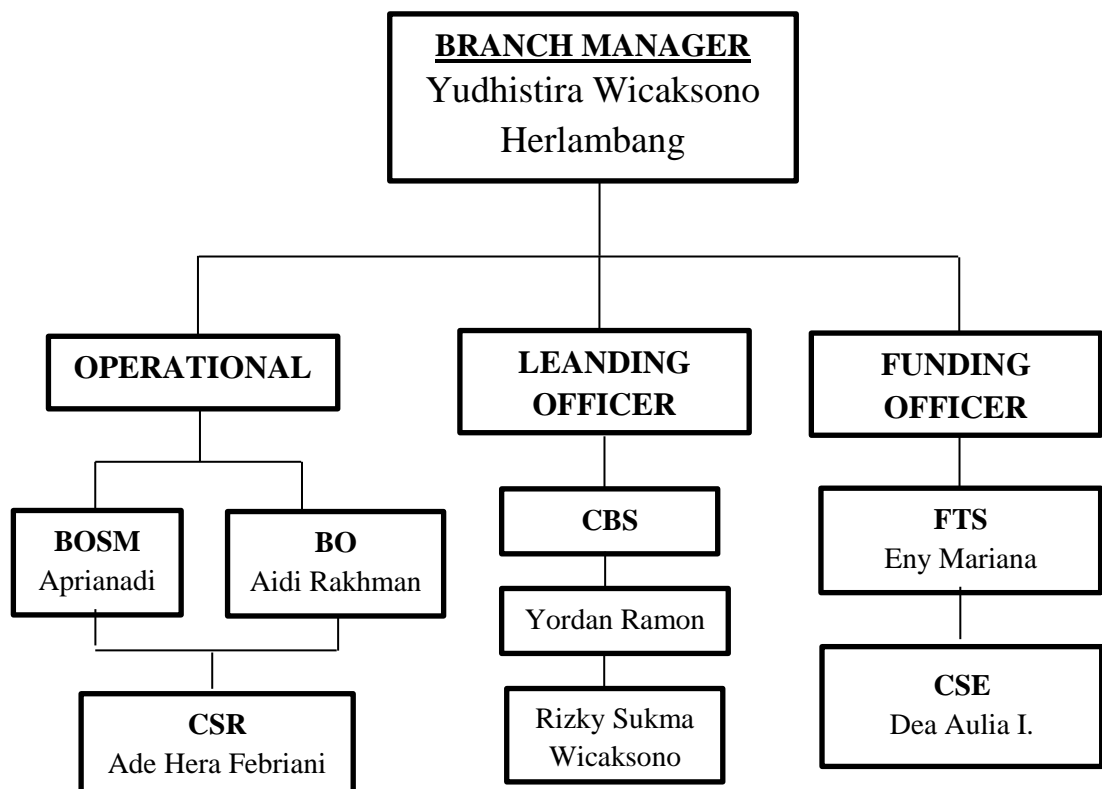 BRANCH MANAGER
Yudhistira Wicaksono
Herlambang
OPERATIONAL
LEANDING
OFFICER
FUNDING
OFFICER
BOSM
Aprianadi
BO
Aidi Rakhman
CBS
FTS
Eny Mariana
Yordan Ramon
CSR
Ade Hera Febriani
Rizky Sukma
Wicaksono
CSE
Dea Aulia I.